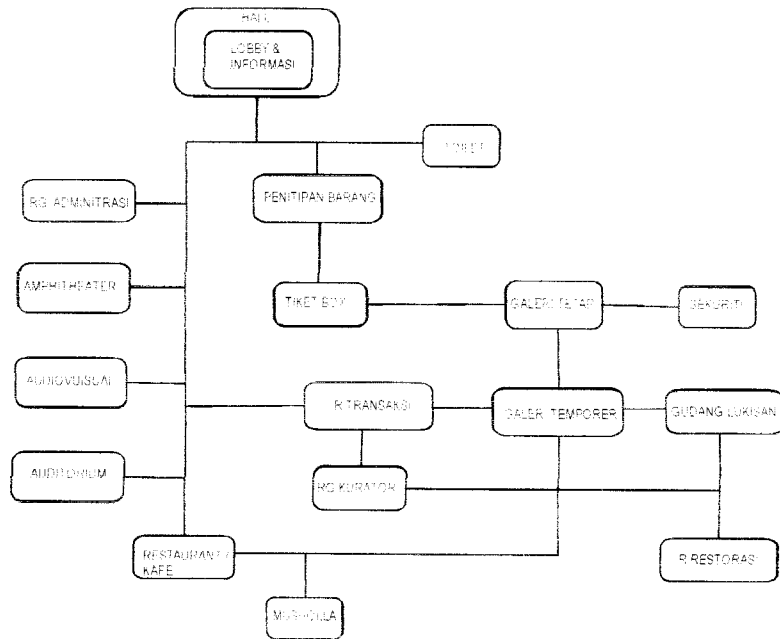 HALL
LOBBY &
INFORMASI
TOILET
RG. ADMINITRASI
PENITIPAN BARANG
AMPHITHEATER
TIKET BOX
GALERI TETAP
SEKURITI
AUDIOVUISUAL
R.TRANSAKSI
GALERI TEMPORER
GUDANG LUKISAN
AUDITORIUM
RG.KURATOR
RESTAURANT /
KAFE
R.RESTORASI
MUSHOLLA